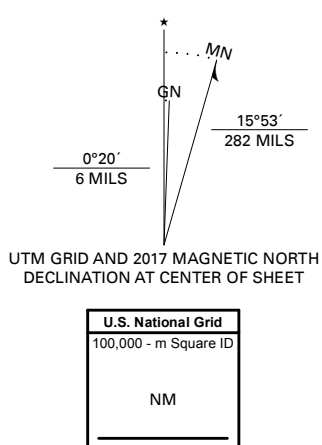 ★
MN
GN
15°53´
282 MILS
0°20´
6 MILS
UTM GRID AND 2017 MAGNETIC NORTH
DECLINATION AT CENTER OF SHEET
U.S. National Grid
100,000 - m Square ID
NM